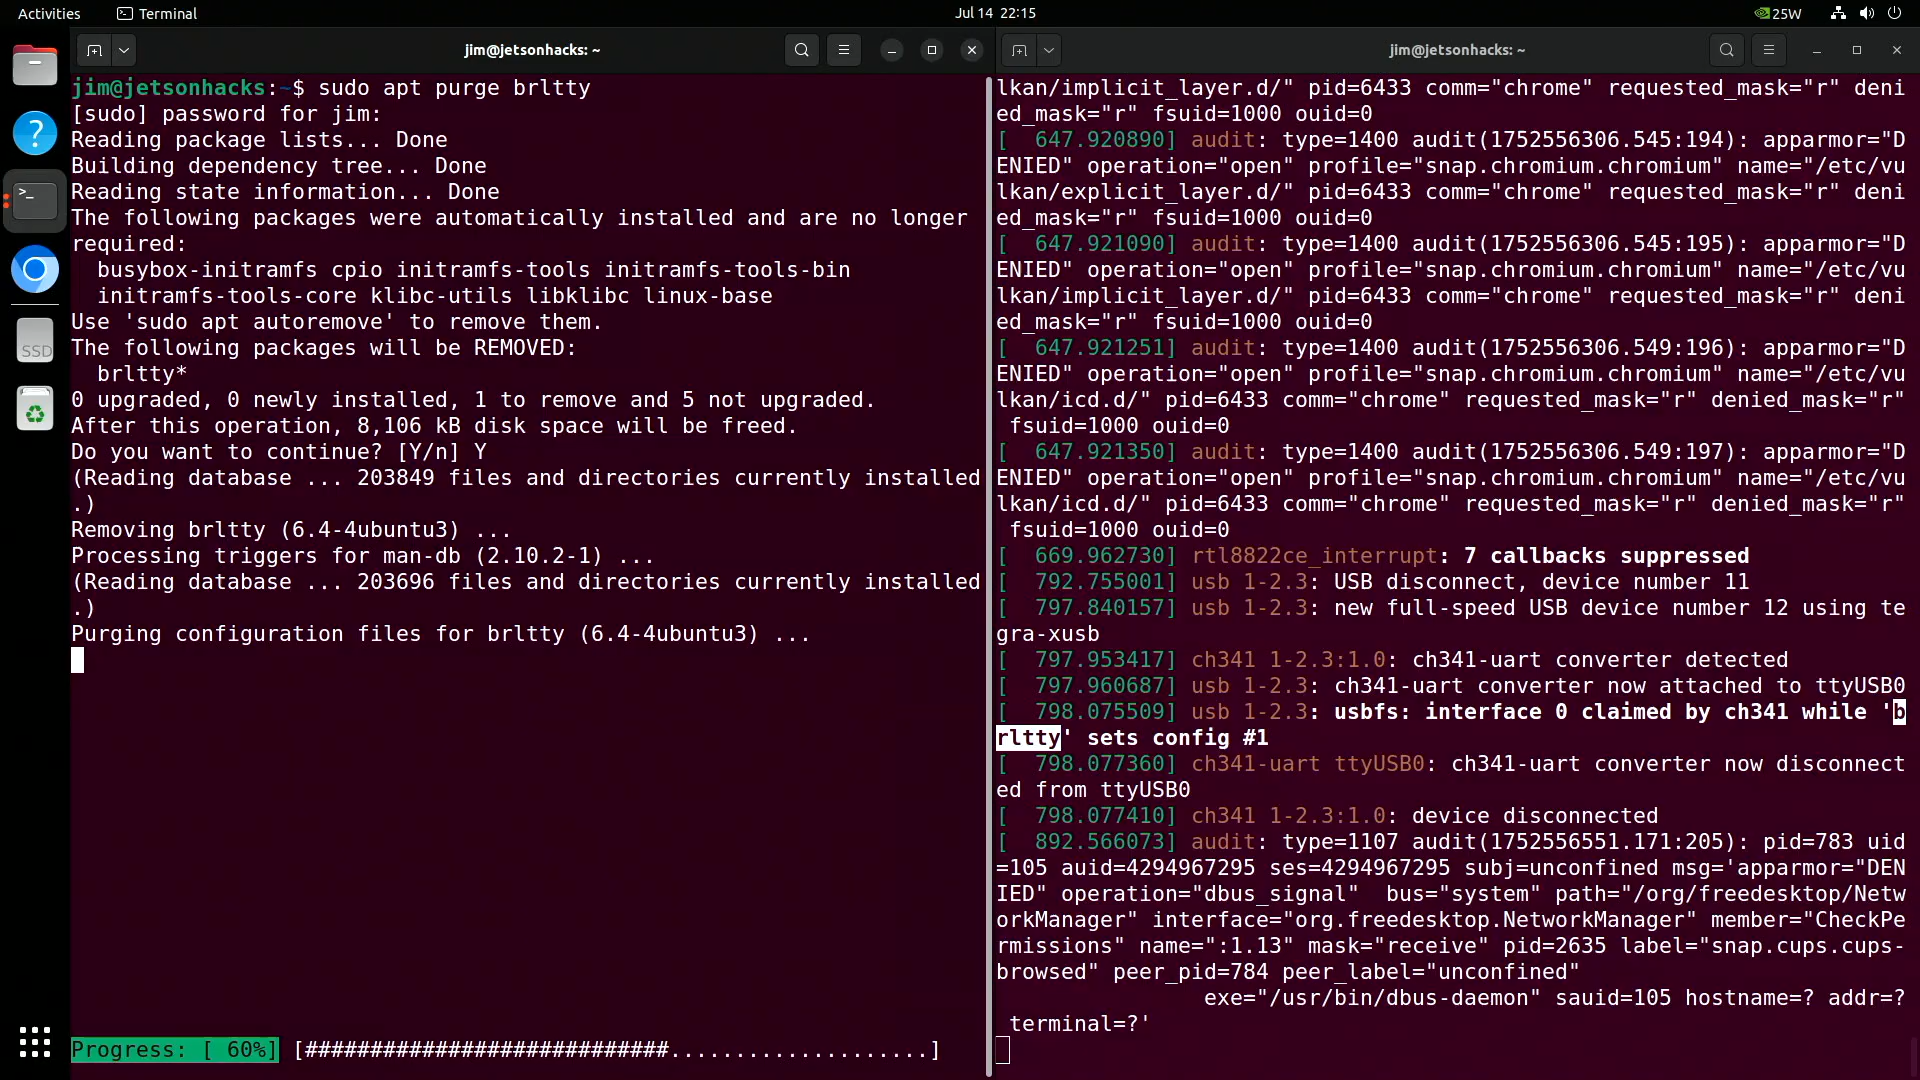 Activities Terminal Jul 14 22:15 25W
jim@jetsonhacks: ~
jim@jetsonhacks:~$ sudo apt purge brltty
[sudo] password for jim:
Reading package lists... Done
Building dependency tree... Done
Reading state information... Done
The following packages were automatically installed and are no longer
required:
  busybox-initramfs cpio initramfs-tools initramfs-tools-bin
  initramfs-tools-core klibc-utils libklibc linux-base
Use 'sudo apt autoremove' to remove them.
The following packages will be REMOVED:
  brltty*
0 upgraded, 0 newly installed, 1 to remove and 5 not upgraded.
After this operation, 8,106 kB disk space will be freed.
Do you want to continue? [Y/n] Y
(Reading database ... 203849 files and directories currently installed
.)
Removing brltty (6.4-4ubuntu3) ...
Processing triggers for man-db (2.10.2-1) ...
(Reading database ... 203696 files and directories currently installed
.)
Purging configuration files for brltty (6.4-4ubuntu3) ...
Progress: [ 60%] [############################....................]
SSD
jim@jetsonhacks: ~
lkan/implicit_layer.d/" pid=6433 comm="chrome" requested_mask="r" deni
ed_mask="r" fsuid=1000 ouid=0
[  647.920890] audit: type=1400 audit(1752556306.545:194): apparmor="D
ENIED" operation="open" profile="snap.chromium.chromium" name="/etc/vu
lkan/explicit_layer.d/" pid=6433 comm="chrome" requested_mask="r" deni
ed_mask="r" fsuid=1000 ouid=0
[  647.921090] audit: type=1400 audit(1752556306.545:195): apparmor="D
ENIED" operation="open" profile="snap.chromium.chromium" name="/etc/vu
lkan/implicit_layer.d/" pid=6433 comm="chrome" requested_mask="r" deni
ed_mask="r" fsuid=1000 ouid=0
[  647.921251] audit: type=1400 audit(1752556306.549:196): apparmor="D
ENIED" operation="open" profile="snap.chromium.chromium" name="/etc/vu
lkan/icd.d/" pid=6433 comm="chrome" requested_mask="r" denied_mask="r"
 fsuid=1000 ouid=0
[  647.921350] audit: type=1400 audit(1752556306.549:197): apparmor="D
ENIED" operation="open" profile="snap.chromium.chromium" name="/etc/vu
lkan/icd.d/" pid=6433 comm="chrome" requested_mask="r" denied_mask="r"
 fsuid=1000 ouid=0
[  669.962730] rtl8822ce_interrupt: 7 callbacks suppressed
[  792.755001] usb 1-2.3: USB disconnect, device number 11
[  797.840157] usb 1-2.3: new full-speed USB device number 12 using te
gra-xusb
[  797.953417] ch341 1-2.3:1.0: ch341-uart converter detected
[  797.960687] usb 1-2.3: ch341-uart converter now attached to ttyUSB0
[  798.075509] usb 1-2.3: usbfs: interface 0 claimed by ch341 while 'b
rltty' sets config #1
[  798.077360] ch341-uart ttyUSB0: ch341-uart converter now disconnect
ed from ttyUSB0
[  798.077410] ch341 1-2.3:1.0: device disconnected
[  892.566073] audit: type=1107 audit(1752556551.171:205): pid=783 uid
=105 auid=4294967295 ses=4294967295 subj=unconfined msg='apparmor="DEN
IED" operation="dbus_signal"  bus="system" path="/org/freedesktop/Netw
orkManager" interface="org.freedesktop.NetworkManager" member="CheckPe
rmissions" name=":1.13" mask="receive" pid=2635 label="snap.cups.cups-
browsed" peer_pid=784 peer_label="unconfined"
                exe="/usr/bin/dbus-daemon" sauid=105 hostname=? addr=?
 terminal=?'